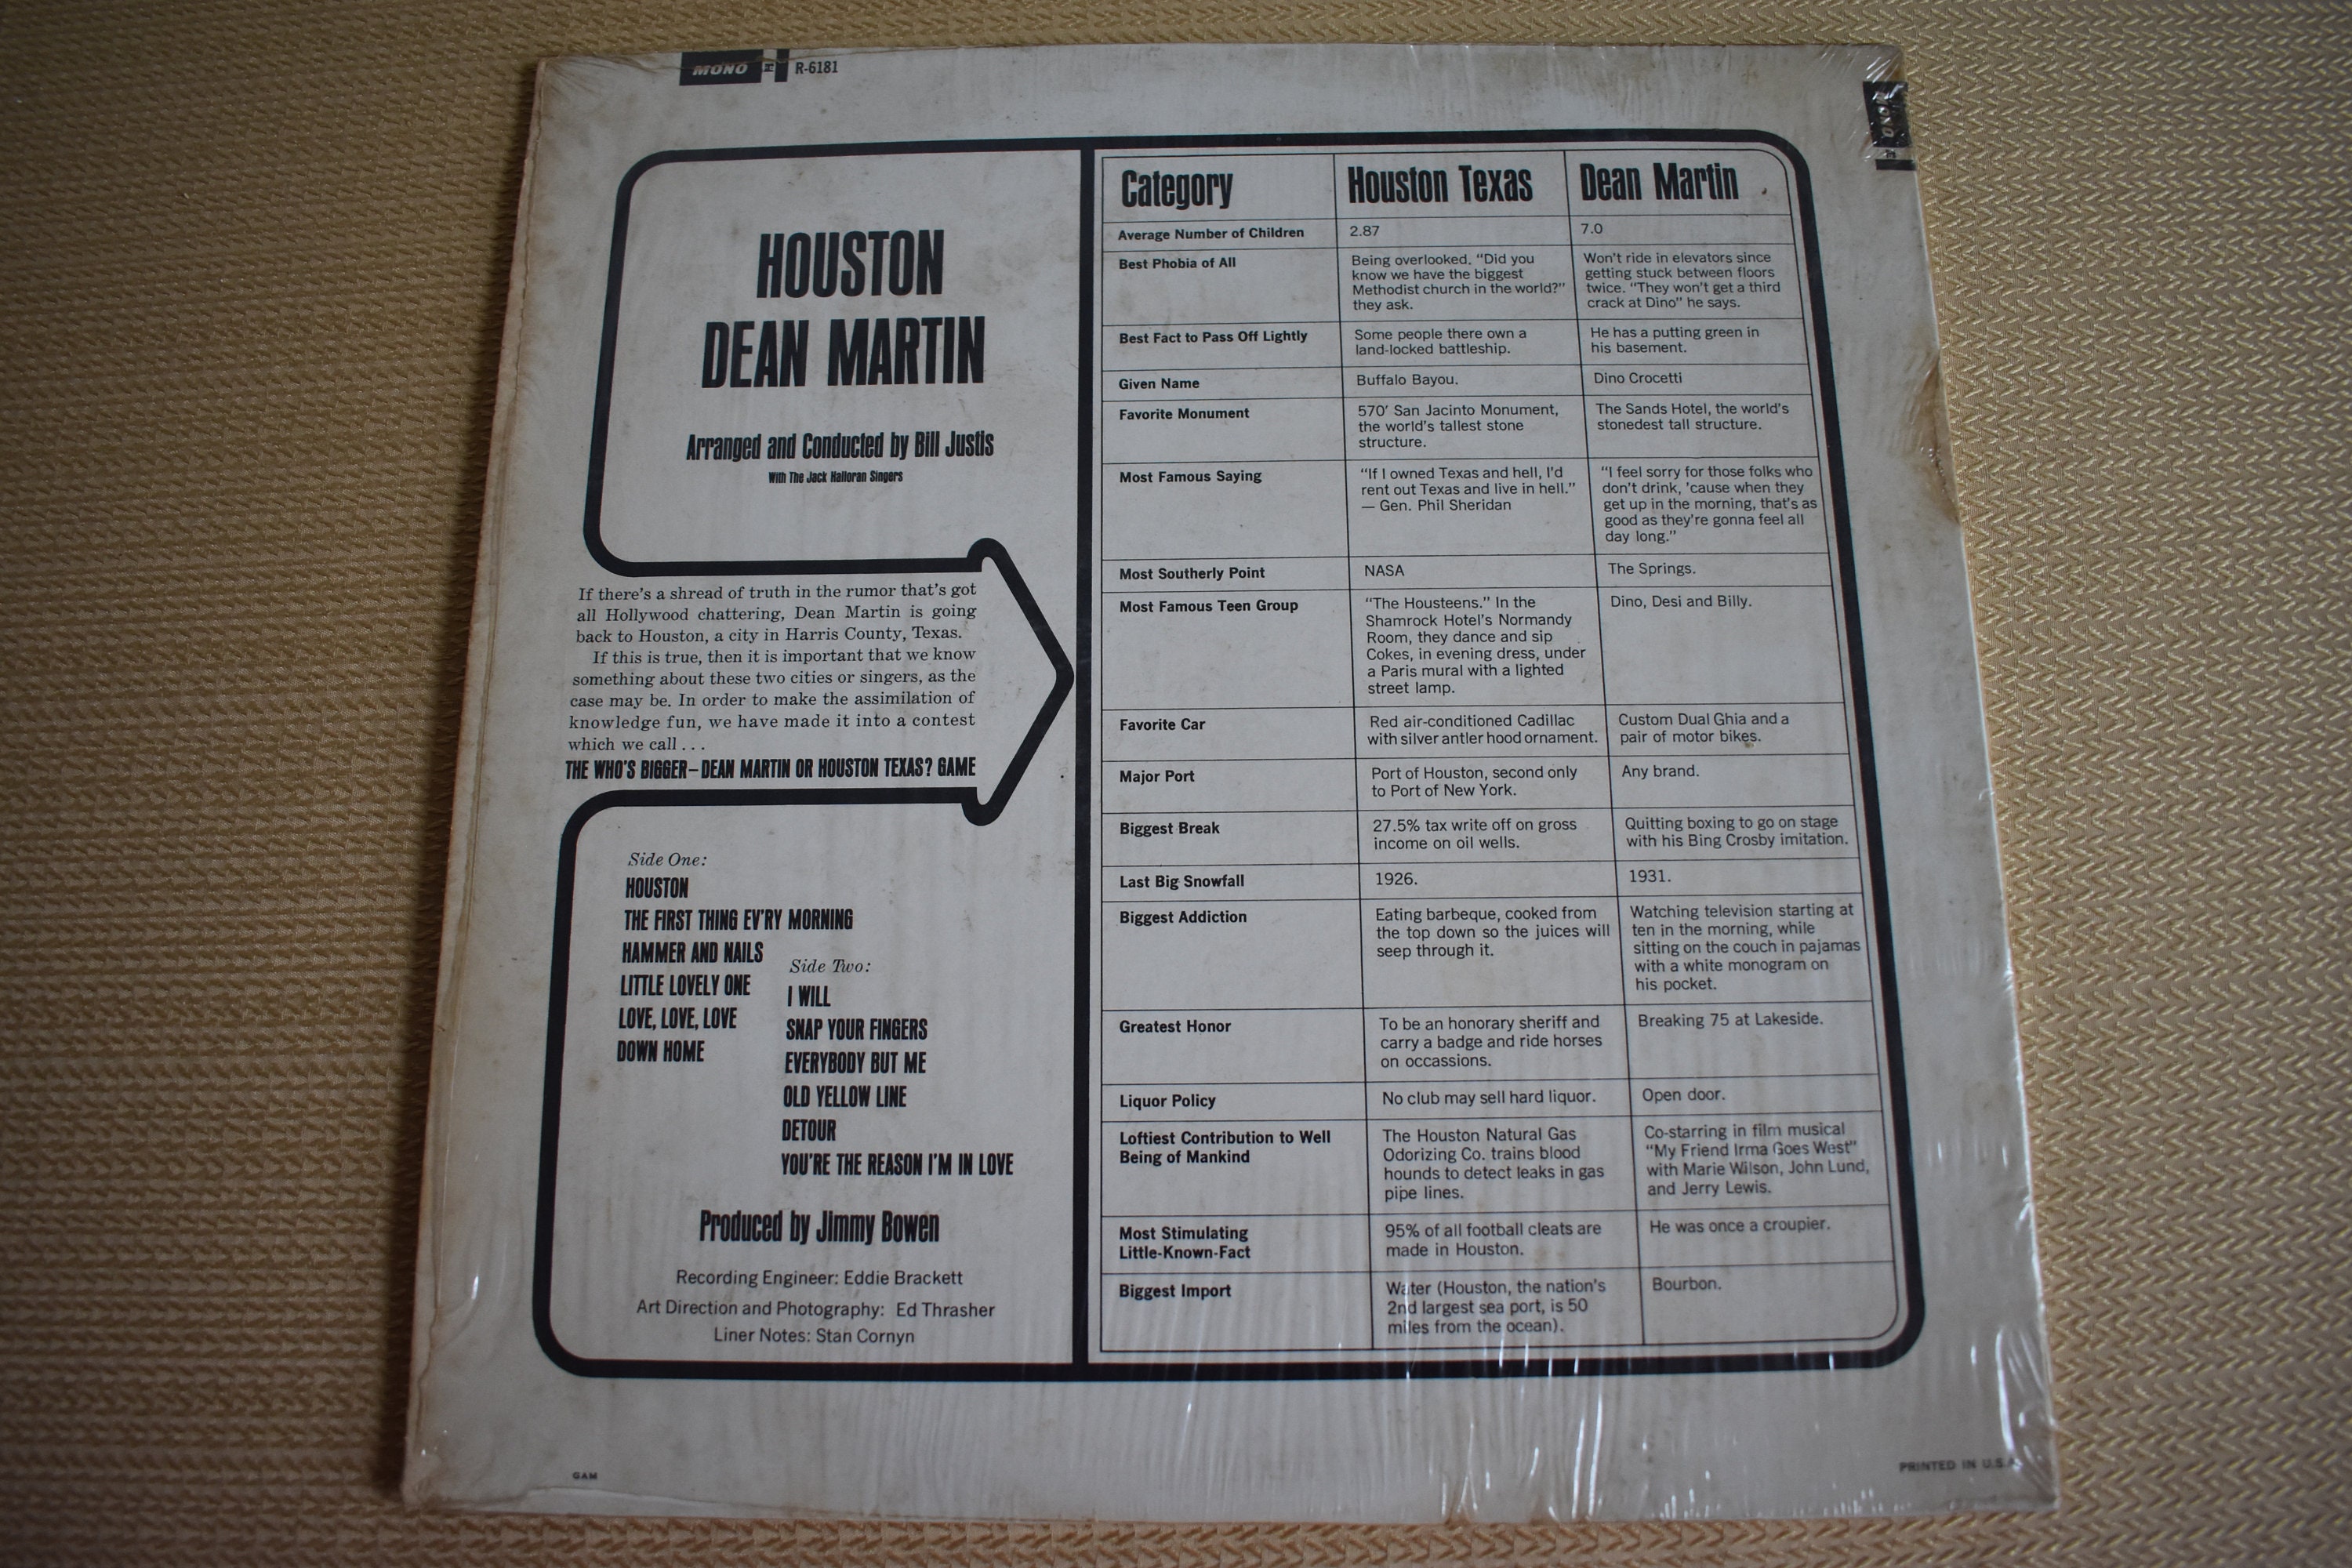 MONO R-6181
MONO
HOUSTON
DEAN MARTIN
Arranged and Conducted by Bill Justis
With The Jack Halloran Singers
If there's a shread of truth in the rumor that's got
all Hollywood chattering, Dean Martin is going
back to Houston, a city in Harris County, Texas.
If this is true, then it is important that we know
something about these two cities or singers, as the
case may be. In order to make the assimilation of
knowledge fun, we have made it into a contest
which we call . . .
THE WHO'S BIGGER—DEAN MARTIN OR HOUSTON TEXAS? GAME
Side One:
HOUSTON
THE FIRST THING EV'RY MORNING
HAMMER AND NAILS
LITTLE LOVELY ONE
LOVE, LOVE, LOVE
DOWN HOME
Side Two:
I WILL
SNAP YOUR FINGERS
EVERYBODY BUT ME
OLD YELLOW LINE
DETOUR
YOU'RE THE REASON I'M IN LOVE
Produced by Jimmy Bowen
Recording Engineer: Eddie Brackett
Art Direction and Photography: Ed Thrasher
Liner Notes: Stan Cornyn
Category
Houston Texas
Dean Martin
Average Number of Children
2.87
7.0
Best Phobia of All
Being overlooked. "Did you
know we have the biggest
Methodist church in the world?"
they ask.
Won't ride in elevators since
getting stuck between floors
twice. "They won't get a third
crack at Dino" he says.
Best Fact to Pass Off Lightly
Some people there own a
land-locked battleship.
He has a putting green in
his basement.
Given Name
Buffalo Bayou.
Dino Crocetti
Favorite Monument
570' San Jacinto Monument,
the world's tallest stone
structure.
The Sands Hotel, the world's
stonedest tall structure.
Most Famous Saying
"If I owned Texas and hell, I'd
rent out Texas and live in hell."
— Gen. Phil Sheridan
"I feel sorry for those folks who
don't drink, 'cause when they
get up in the morning, that's as
good as they're gonna feel all
day long."
Most Southerly Point
NASA
The Springs.
Most Famous Teen Group
"The Housteens." In the
Shamrock Hotel's Normandy
Room, they dance and sip
Cokes, in evening dress, under
a Paris mural with a lighted
street lamp.
Dino, Desi and Billy.
Favorite Car
Red air-conditioned Cadillac
with silver antler hood ornament.
Custom Dual Ghia and a
pair of motor bikes.
Major Port
Port of Houston, second only
to Port of New York.
Any brand.
Biggest Break
27.5% tax write off on gross
income on oil wells.
Quitting boxing to go on stage
with his Bing Crosby imitation.
Last Big Snowfall
1926.
1931.
Biggest Addiction
Eating barbeque, cooked from
the top down so the juices will
seep through it.
Watching television starting at
ten in the morning, while
sitting on the couch in pajamas
with a white monogram on
his pocket.
Greatest Honor
To be an honorary sheriff and
carry a badge and ride horses
on occassions.
Breaking 75 at Lakeside.
Liquor Policy
No club may sell hard liquor.
Open door.
Loftiest Contribution to Well
Being of Mankind
The Houston Natural Gas
Odorizing Co. trains blood
hounds to detect leaks in gas
pipe lines.
Co-starring in film musical
"My Friend Irma Goes West"
with Marie Wilson, John Lund,
and Jerry Lewis.
Most Stimulating
Little-Known-Fact
95% of all football cleats are
made in Houston.
He was once a croupier.
Biggest Import
Water (Houston, the nation's
2nd largest sea port, is 50
miles from the ocean).
Bourbon.
GAM
PRINTED IN U.S.A